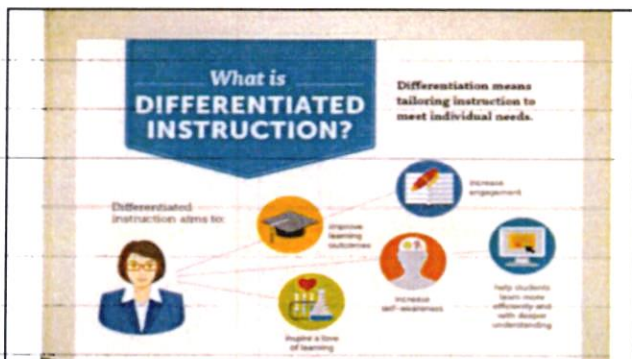 What is
DIFFERENTIATED
INSTRUCTION?
Differentiation means
tailoring instruction to
meet individual needs.
Differentiated
instruction aims to:
increase
engagement
improve
learning
outcomes
increase
self-awareness
help students
learn more
efficiently and
with deeper
understanding
inspire a love
of learning